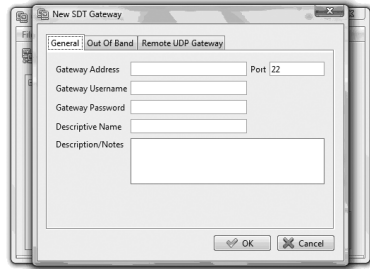 New SDT Gateway
General Out Of Band Remote UDP Gateway
Gateway Address Port 22
Gateway Username
Gateway Password
Descriptive Name
Description/Notes
OK Cancel